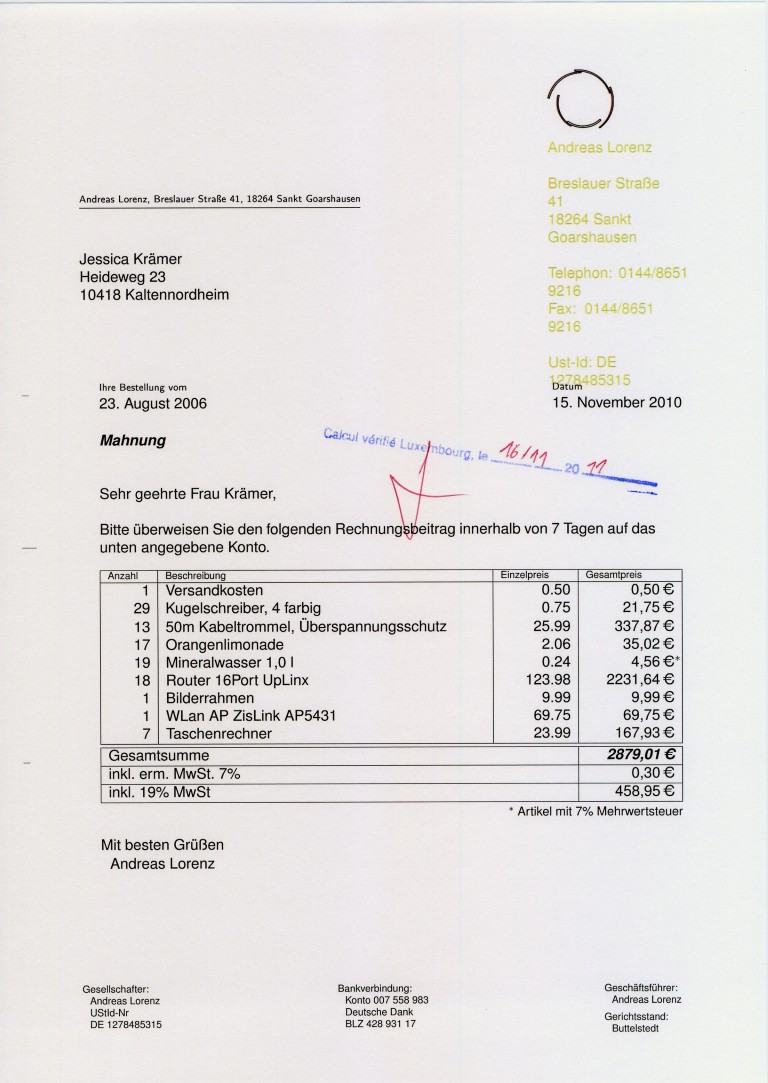 Andreas Lorenz
Breslauer Straße
41
18264 Sankt
Goarshausen
Telephon: 0144/8651
9216
Fax: 0144/8651
9216
Ust-Id: DE
1278485315
Andreas Lorenz, Breslauer Straße 41, 18264 Sankt Goarshausen
Jessica Krämer
Heideweg 23
10418 Kaltennordheim
Ihre Bestellung vom Datum
23. August 2006 15. November 2010
Mahnung
Calcul vérifié Luxembourg, le 16/11 2011
Sehr geehrte Frau Krämer,
Bitte überweisen Sie den folgenden Rechnungsbeitrag innerhalb von 7 Tagen auf das
unten angegebene Konto.
Anzahl Beschreibung Einzelpreis Gesamtpreis
1 Versandkosten 0.50 0,50 €
29 Kugelschreiber, 4 farbig 0.75 21,75 €
13 50m Kabeltrommel, Überspannungsschutz 25.99 337,87 €
17 Orangenlimonade 2.06 35,02 €
19 Mineralwasser 1,0 l 0.24 4,56 €*
18 Router 16Port UpLinx 123.98 2231,64 €
1 Bilderrahmen 9.99 9,99 €
1 WLan AP ZisLink AP5431 69.75 69,75 €
7 Taschenrechner 23.99 167,93 €
Gesamtsumme 2879,01 €
inkl. erm. MwSt. 7% 0,30 €
inkl. 19% MwSt 458,95 €
* Artikel mit 7% Mehrwertsteuer
Mit besten Grüßen
Andreas Lorenz
Gesellschafter:
Andreas Lorenz
UStId-Nr
DE 1278485315
Bankverbindung:
Konto 007 558 983
Deutsche Dank
BLZ 428 931 17
Geschäftsführer:
Andreas Lorenz
Gerichtsstand:
Buttelstedt